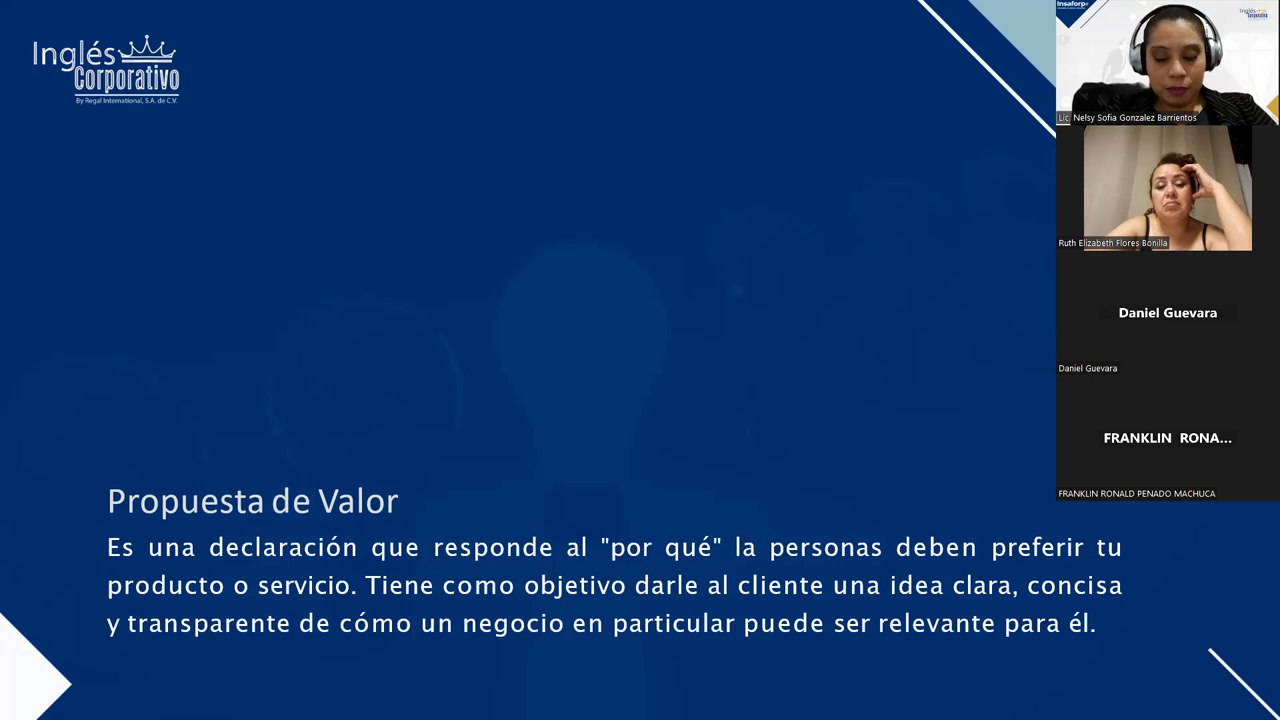 Inglés
Corporativo
By Regal International, S.A. de C.V.
Propuesta de Valor
Es una declaración que responde al "por qué" la personas deben preferir tu
producto o servicio. Tiene como objetivo darle al cliente una idea clara, concisa
y transparente de cómo un negocio en particular puede ser relevante para él.
Insaforp
Lic. Nelsy Sofia Gonzalez Barrientos
Ruth Elizabeth Flores Bonilla
Daniel Guevara
Daniel Guevara
FRANKLIN RONA...
FRANKLIN RONALD PENADO MACHUCA